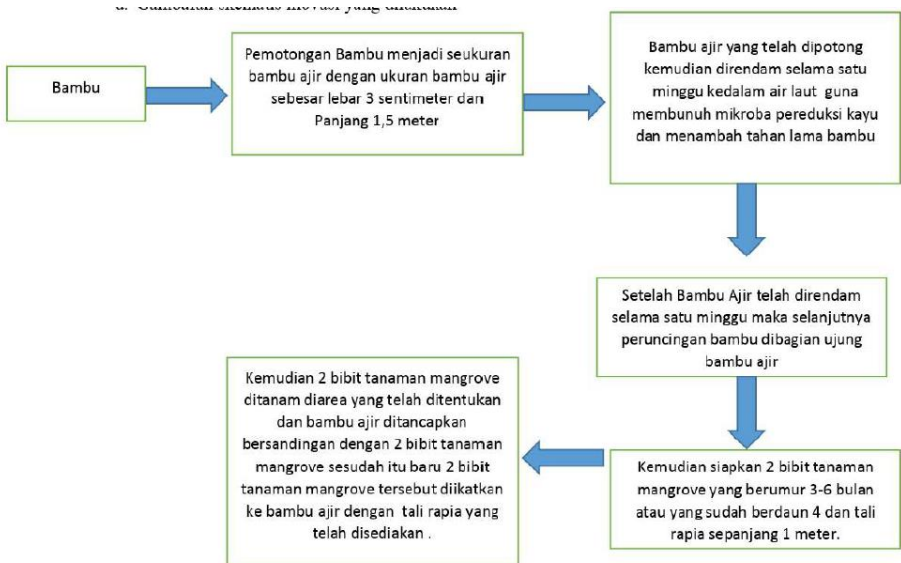 d. Gambaran skematis inovasi yang dilakukan
Bambu
Pemotongan Bambu menjadi seukuran
bambu ajir dengan ukuran bambu ajir
sebesar lebar 3 sentimeter dan
Panjang 1,5 meter
Bambu ajir yang telah dipotong
kemudian direndam selama satu
minggu kedalam air laut guna
membunuh mikroba pereduksi kayu
dan menambah tahan lama bambu
Setelah Bambu Ajir telah direndam
selama satu minggu maka selanjutnya
peruncingan bambu dibagian ujung
bambu ajir
Kemudian siapkan 2 bibit tanaman
mangrove yang berumur 3-6 bulan
atau yang sudah berdaun 4 dan tali
rapia sepanjang 1 meter.
Kemudian 2 bibit tanaman mangrove
ditanam diarea yang telah ditentukan
dan bambu ajir ditancapkan
bersandingan dengan 2 bibit tanaman
mangrove sesudah itu baru 2 bibit
tanaman mangrove tersebut diikatkan
ke bambu ajir dengan tali rapia yang
telah disediakan .